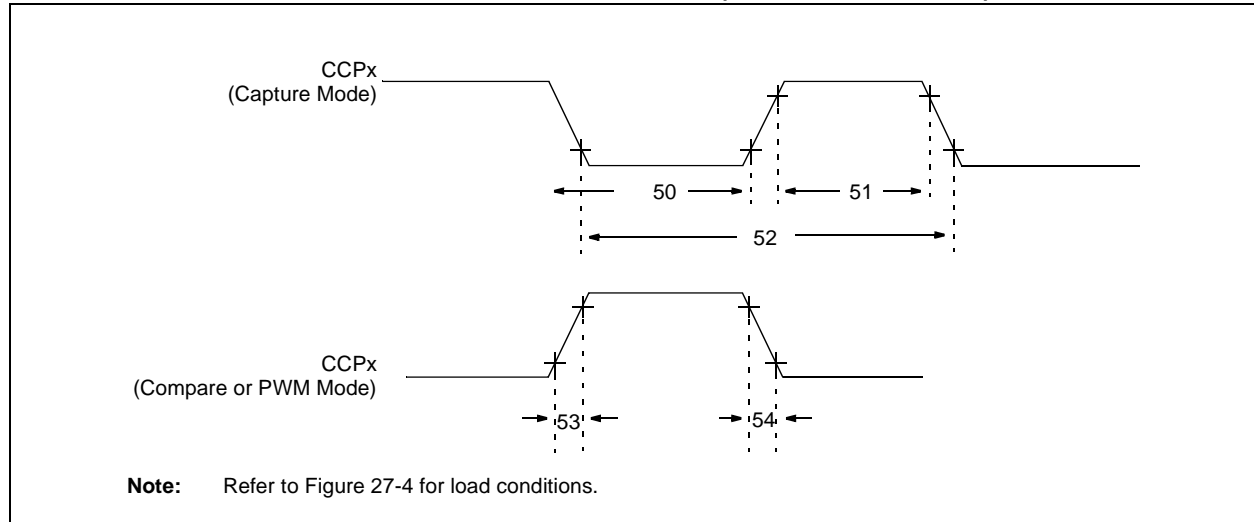 CCPx
(Capture Mode)
50
51
52
CCPx
(Compare or PWM Mode)
53
54
Note: Refer to Figure 27-4 for load conditions.